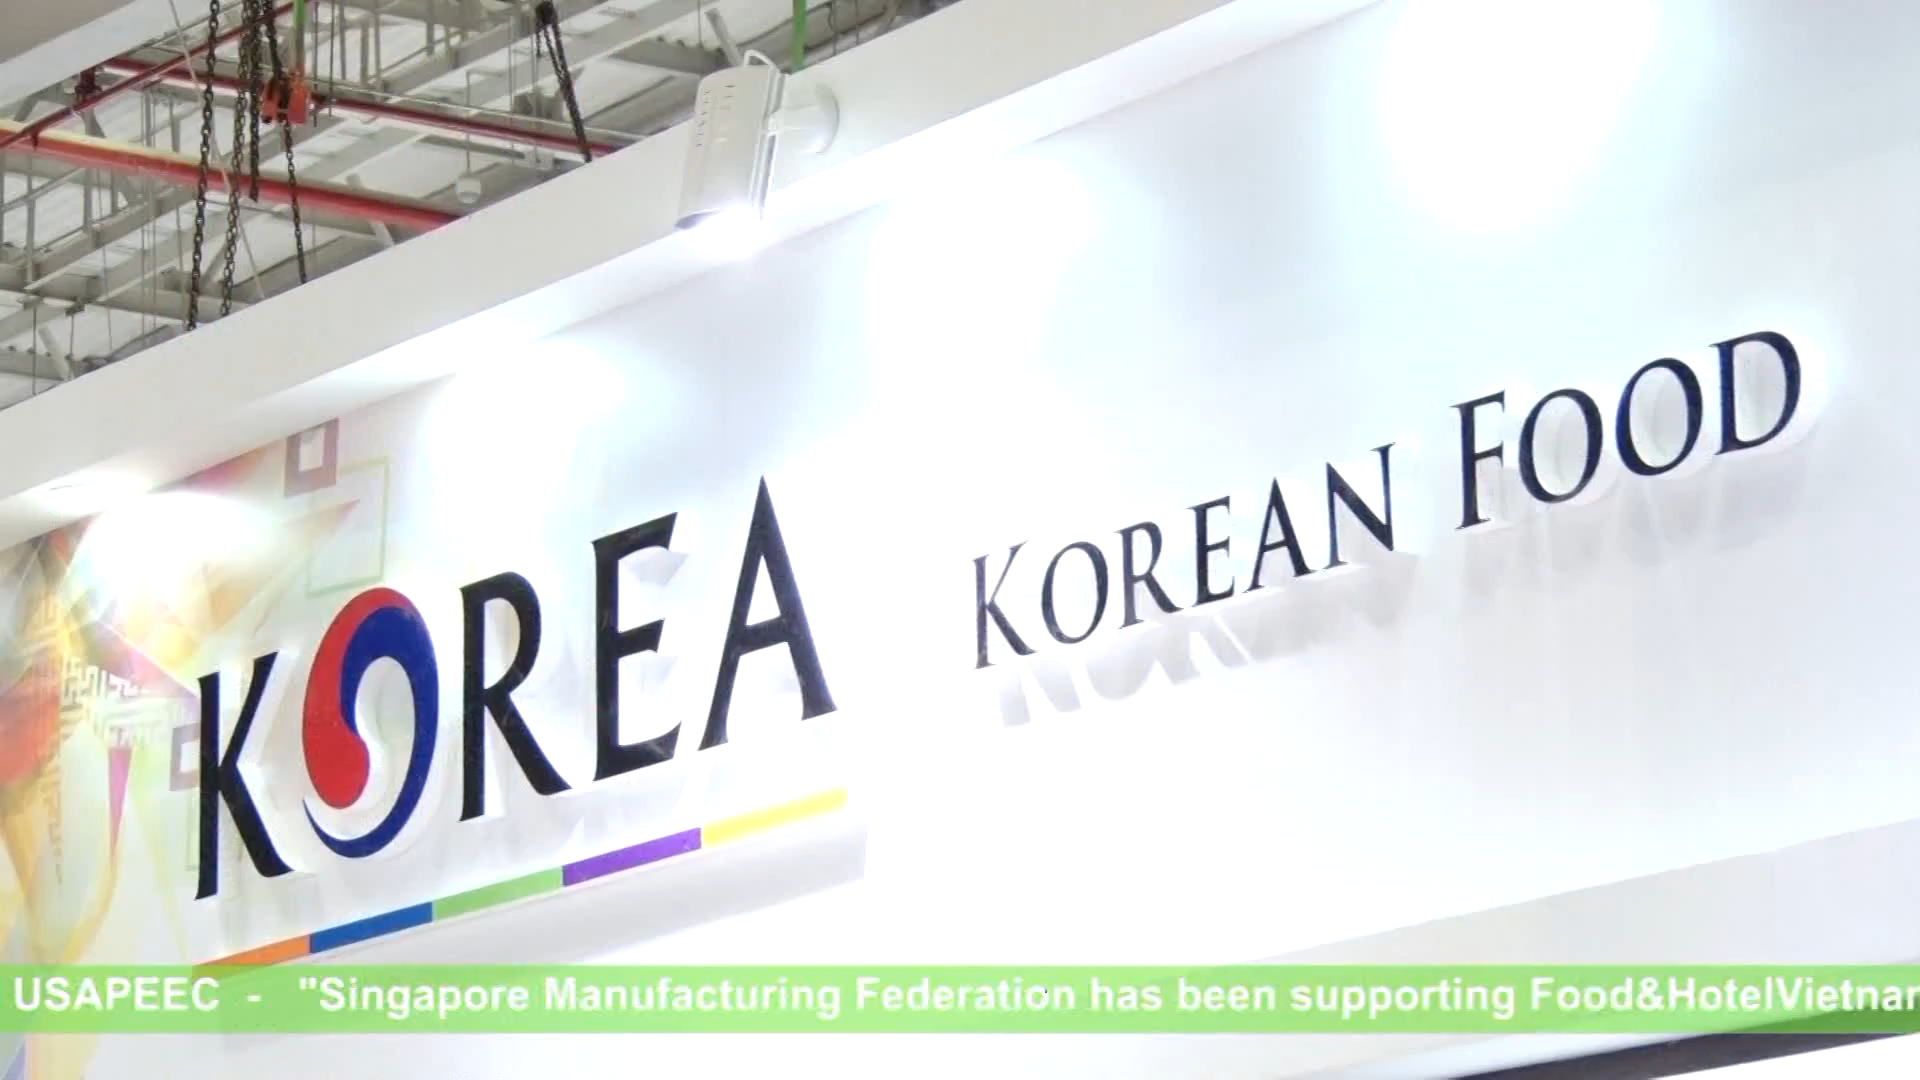 KOREA
KOREAN FOOD
USAPEEC - "Singapore Manufacturing Federation has been supporting Food&HotelVietnam